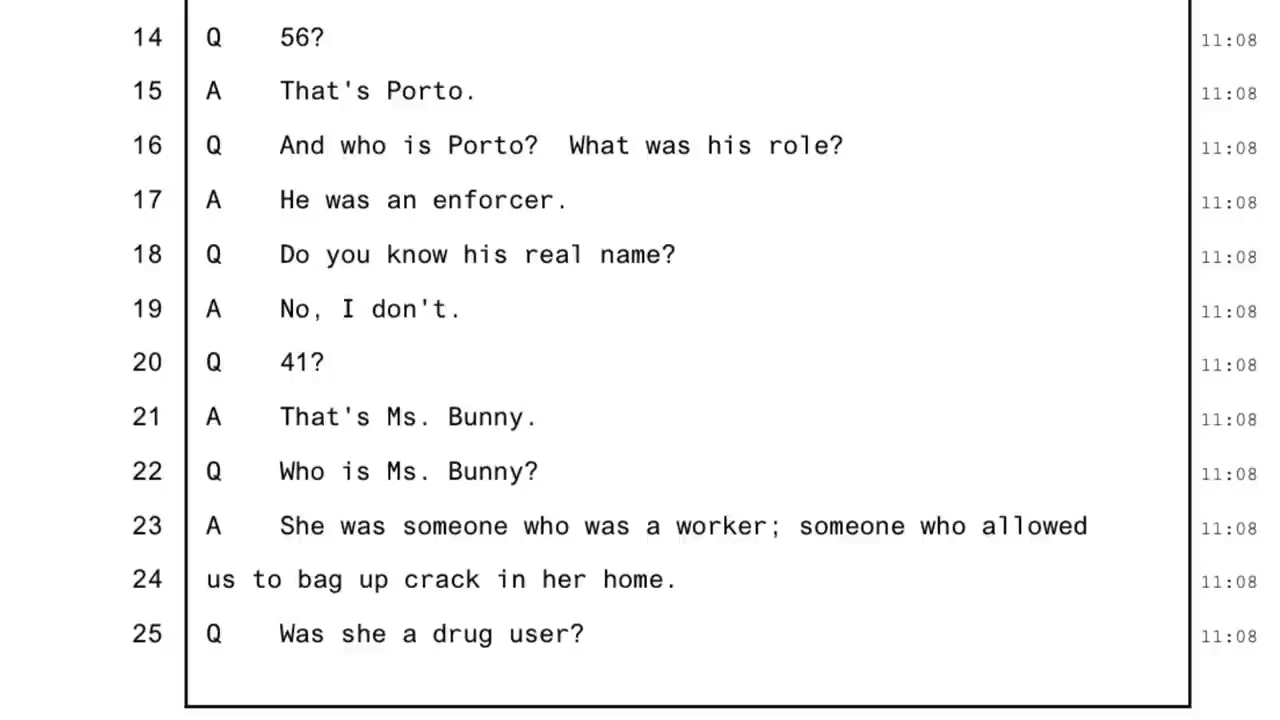 14 Q 56? 11:08
15 A That's Porto. 11:08
16 Q And who is Porto? What was his role? 11:08
17 A He was an enforcer. 11:08
18 Q Do you know his real name? 11:08
19 A No, I don't. 11:08
20 Q 41? 11:08
21 A That's Ms. Bunny. 11:08
22 Q Who is Ms. Bunny? 11:08
23 A She was someone who was a worker; someone who allowed 11:08
24 us to bag up crack in her home. 11:08
25 Q Was she a drug user? 11:08